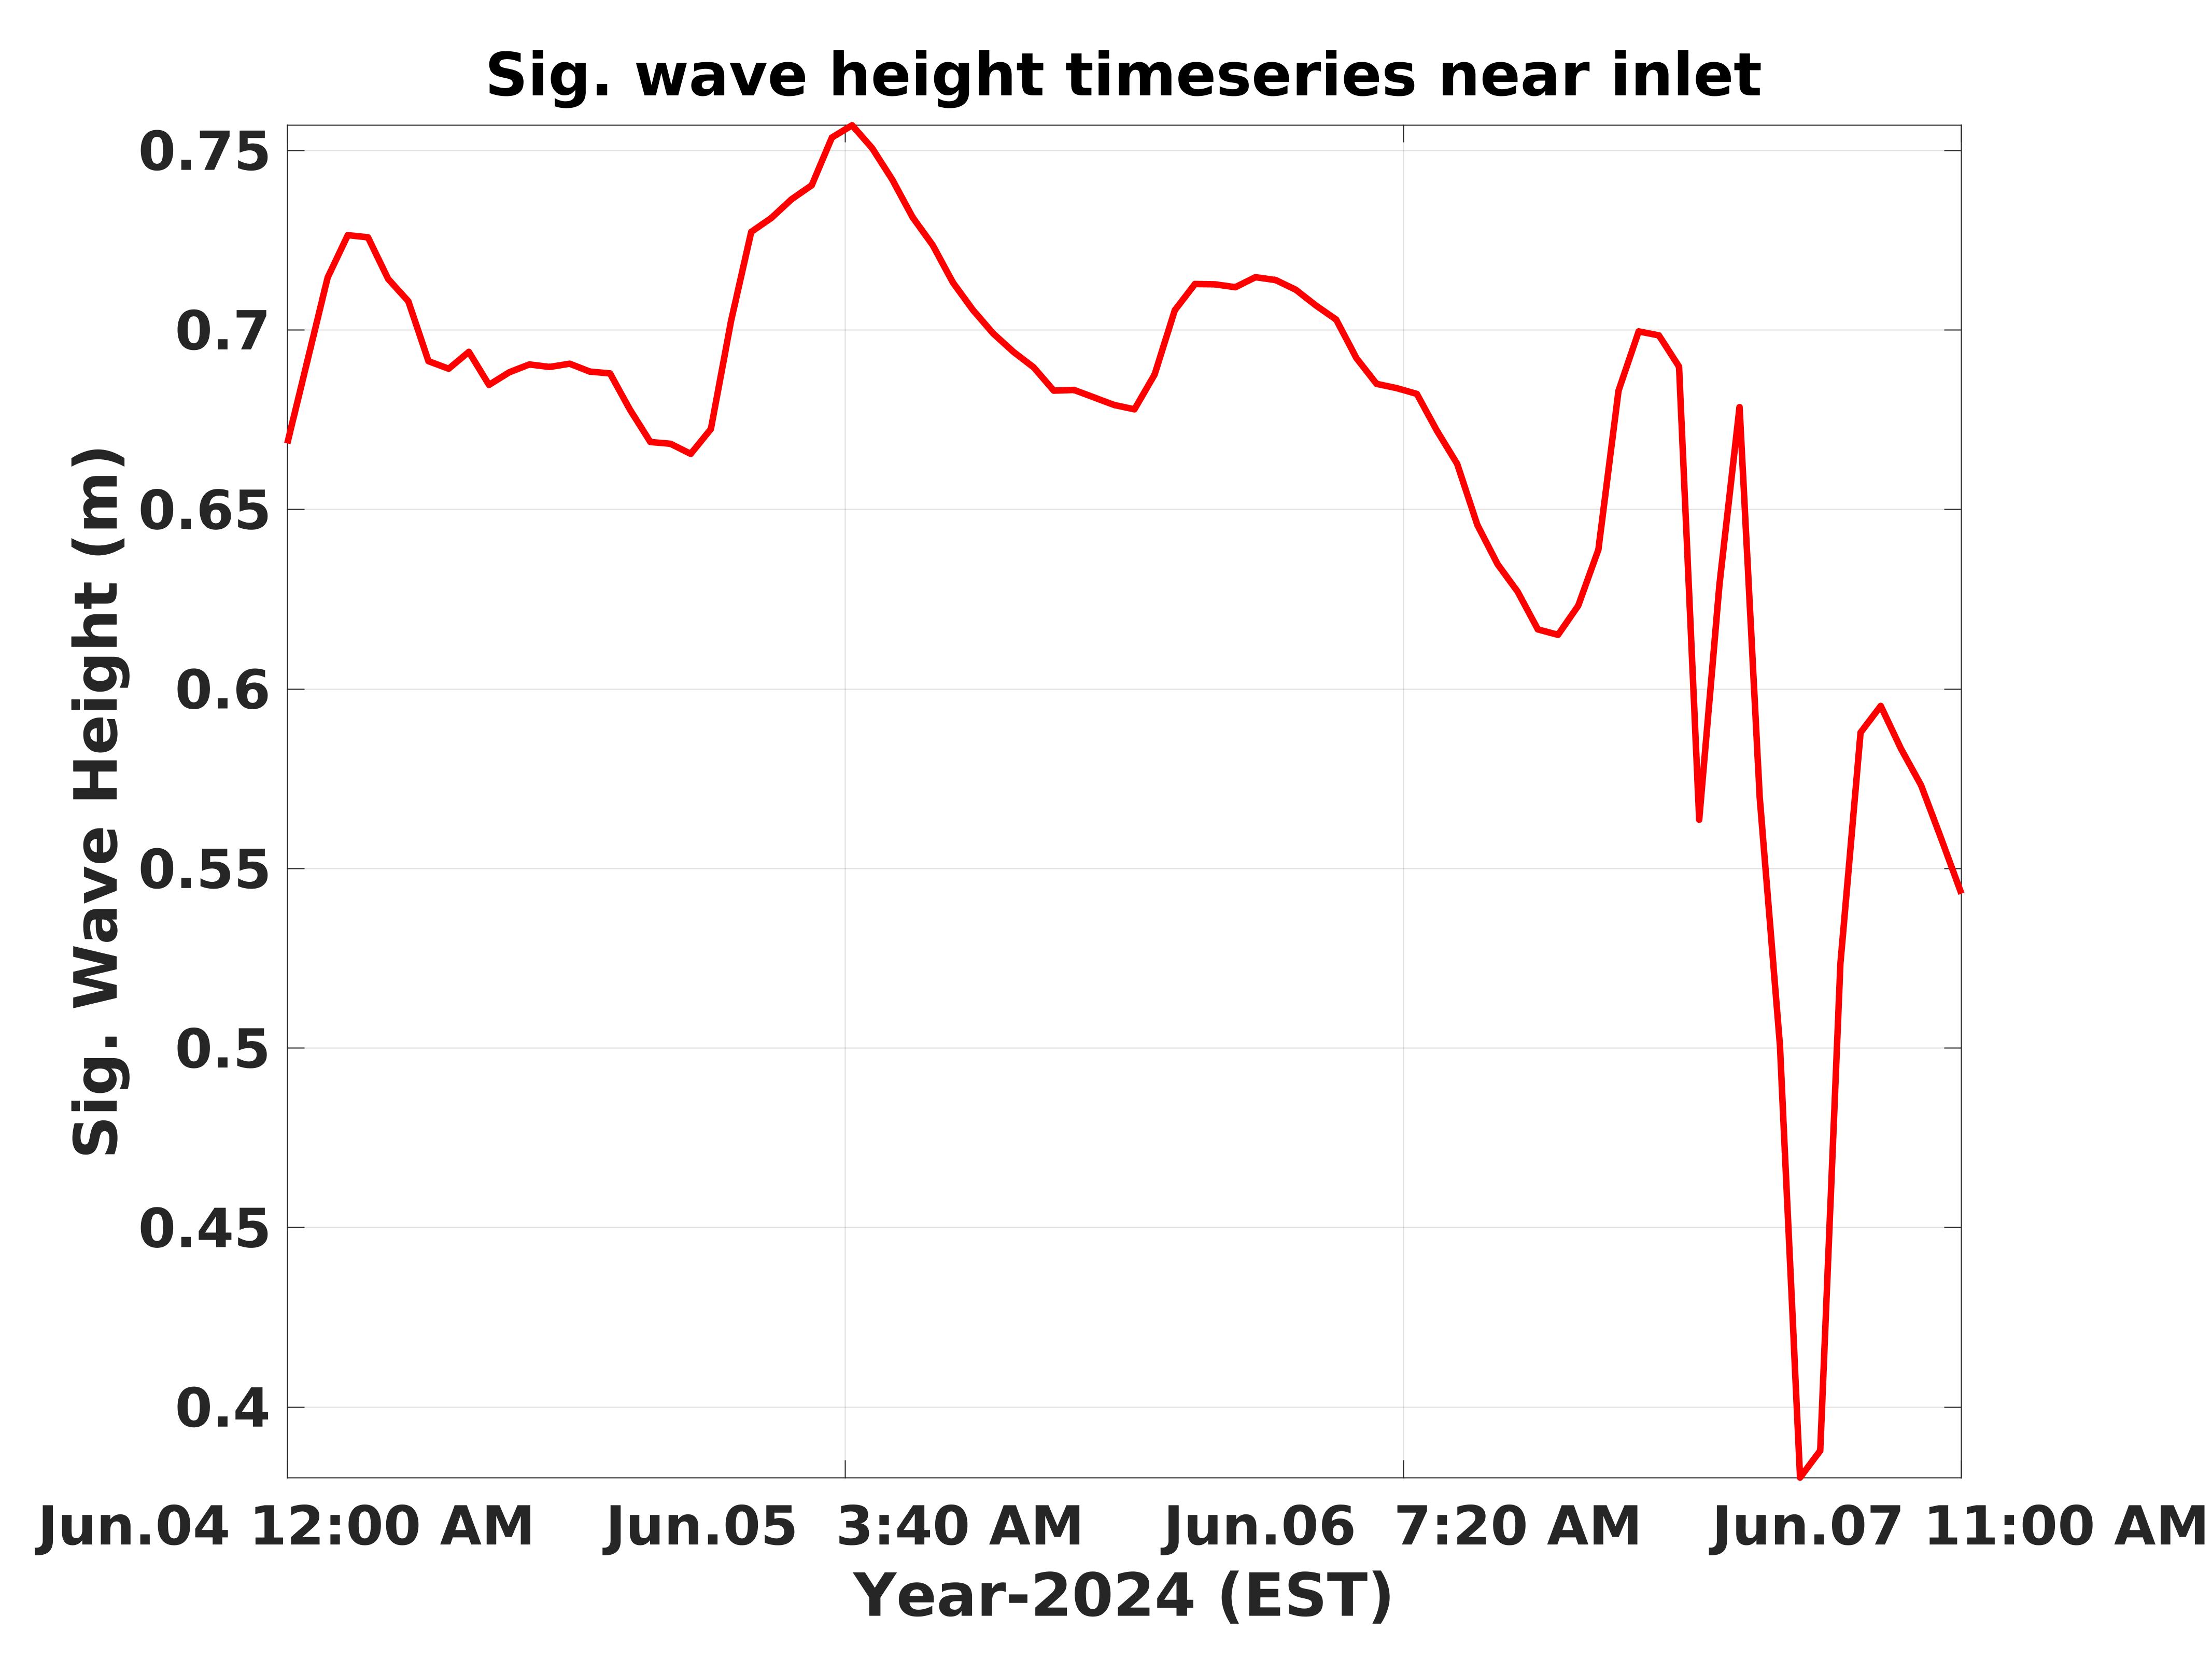 Sig. wave height timeseries near inlet
Sig. Wave Height (m)
0.75
0.7
0.65
0.6
0.55
0.5
0.45
0.4
Jun.04 12:00 AM Jun.05 3:40 AM Jun.06 7:20 AM Jun.07 11:00 AM
Year-2024 (EST)